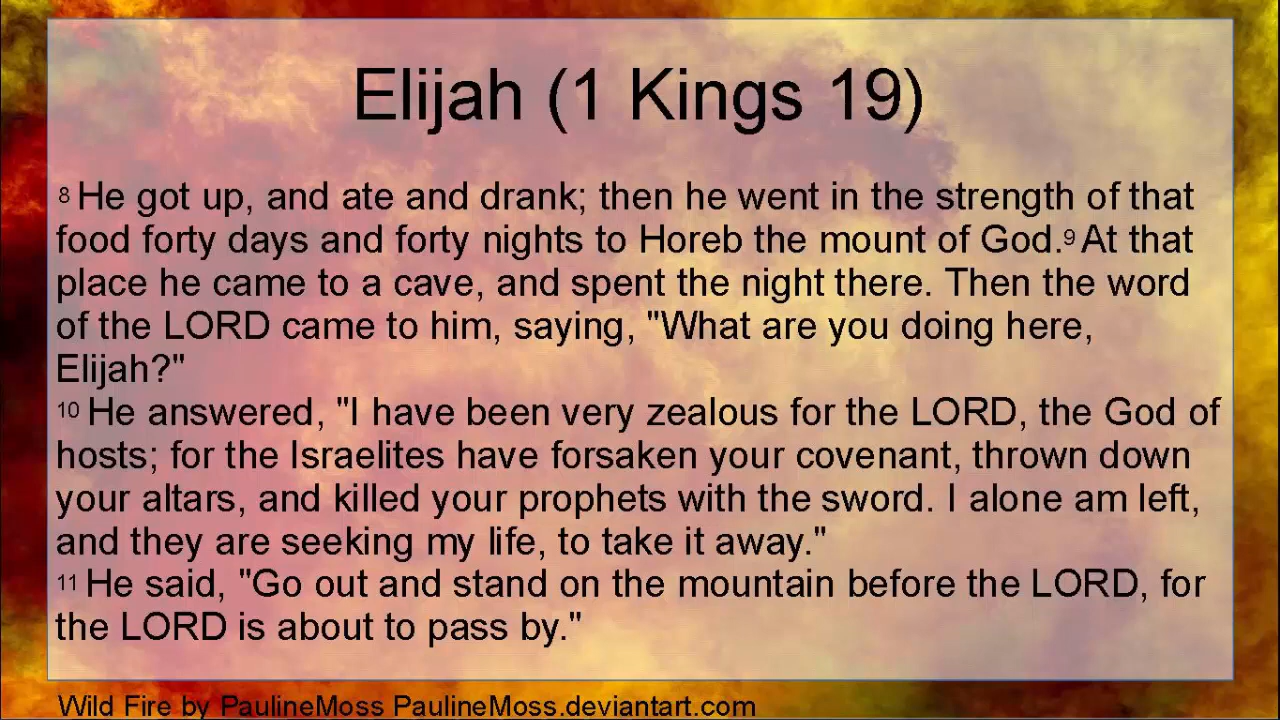 Elijah (1 Kings 19)
8 He got up, and ate and drank; then he went in the strength of that
food forty days and forty nights to Horeb the mount of God.9 At that
place he came to a cave, and spent the night there. Then the word
of the LORD came to him, saying, "What are you doing here,
Elijah?"
10 He answered, "I have been very zealous for the LORD, the God of
hosts; for the Israelites have forsaken your covenant, thrown down
your altars, and killed your prophets with the sword. I alone am left,
and they are seeking my life, to take it away."
11 He said, "Go out and stand on the mountain before the LORD, for
the LORD is about to pass by."
Wild Fire by PaulineMoss PaulineMoss.deviantart.com